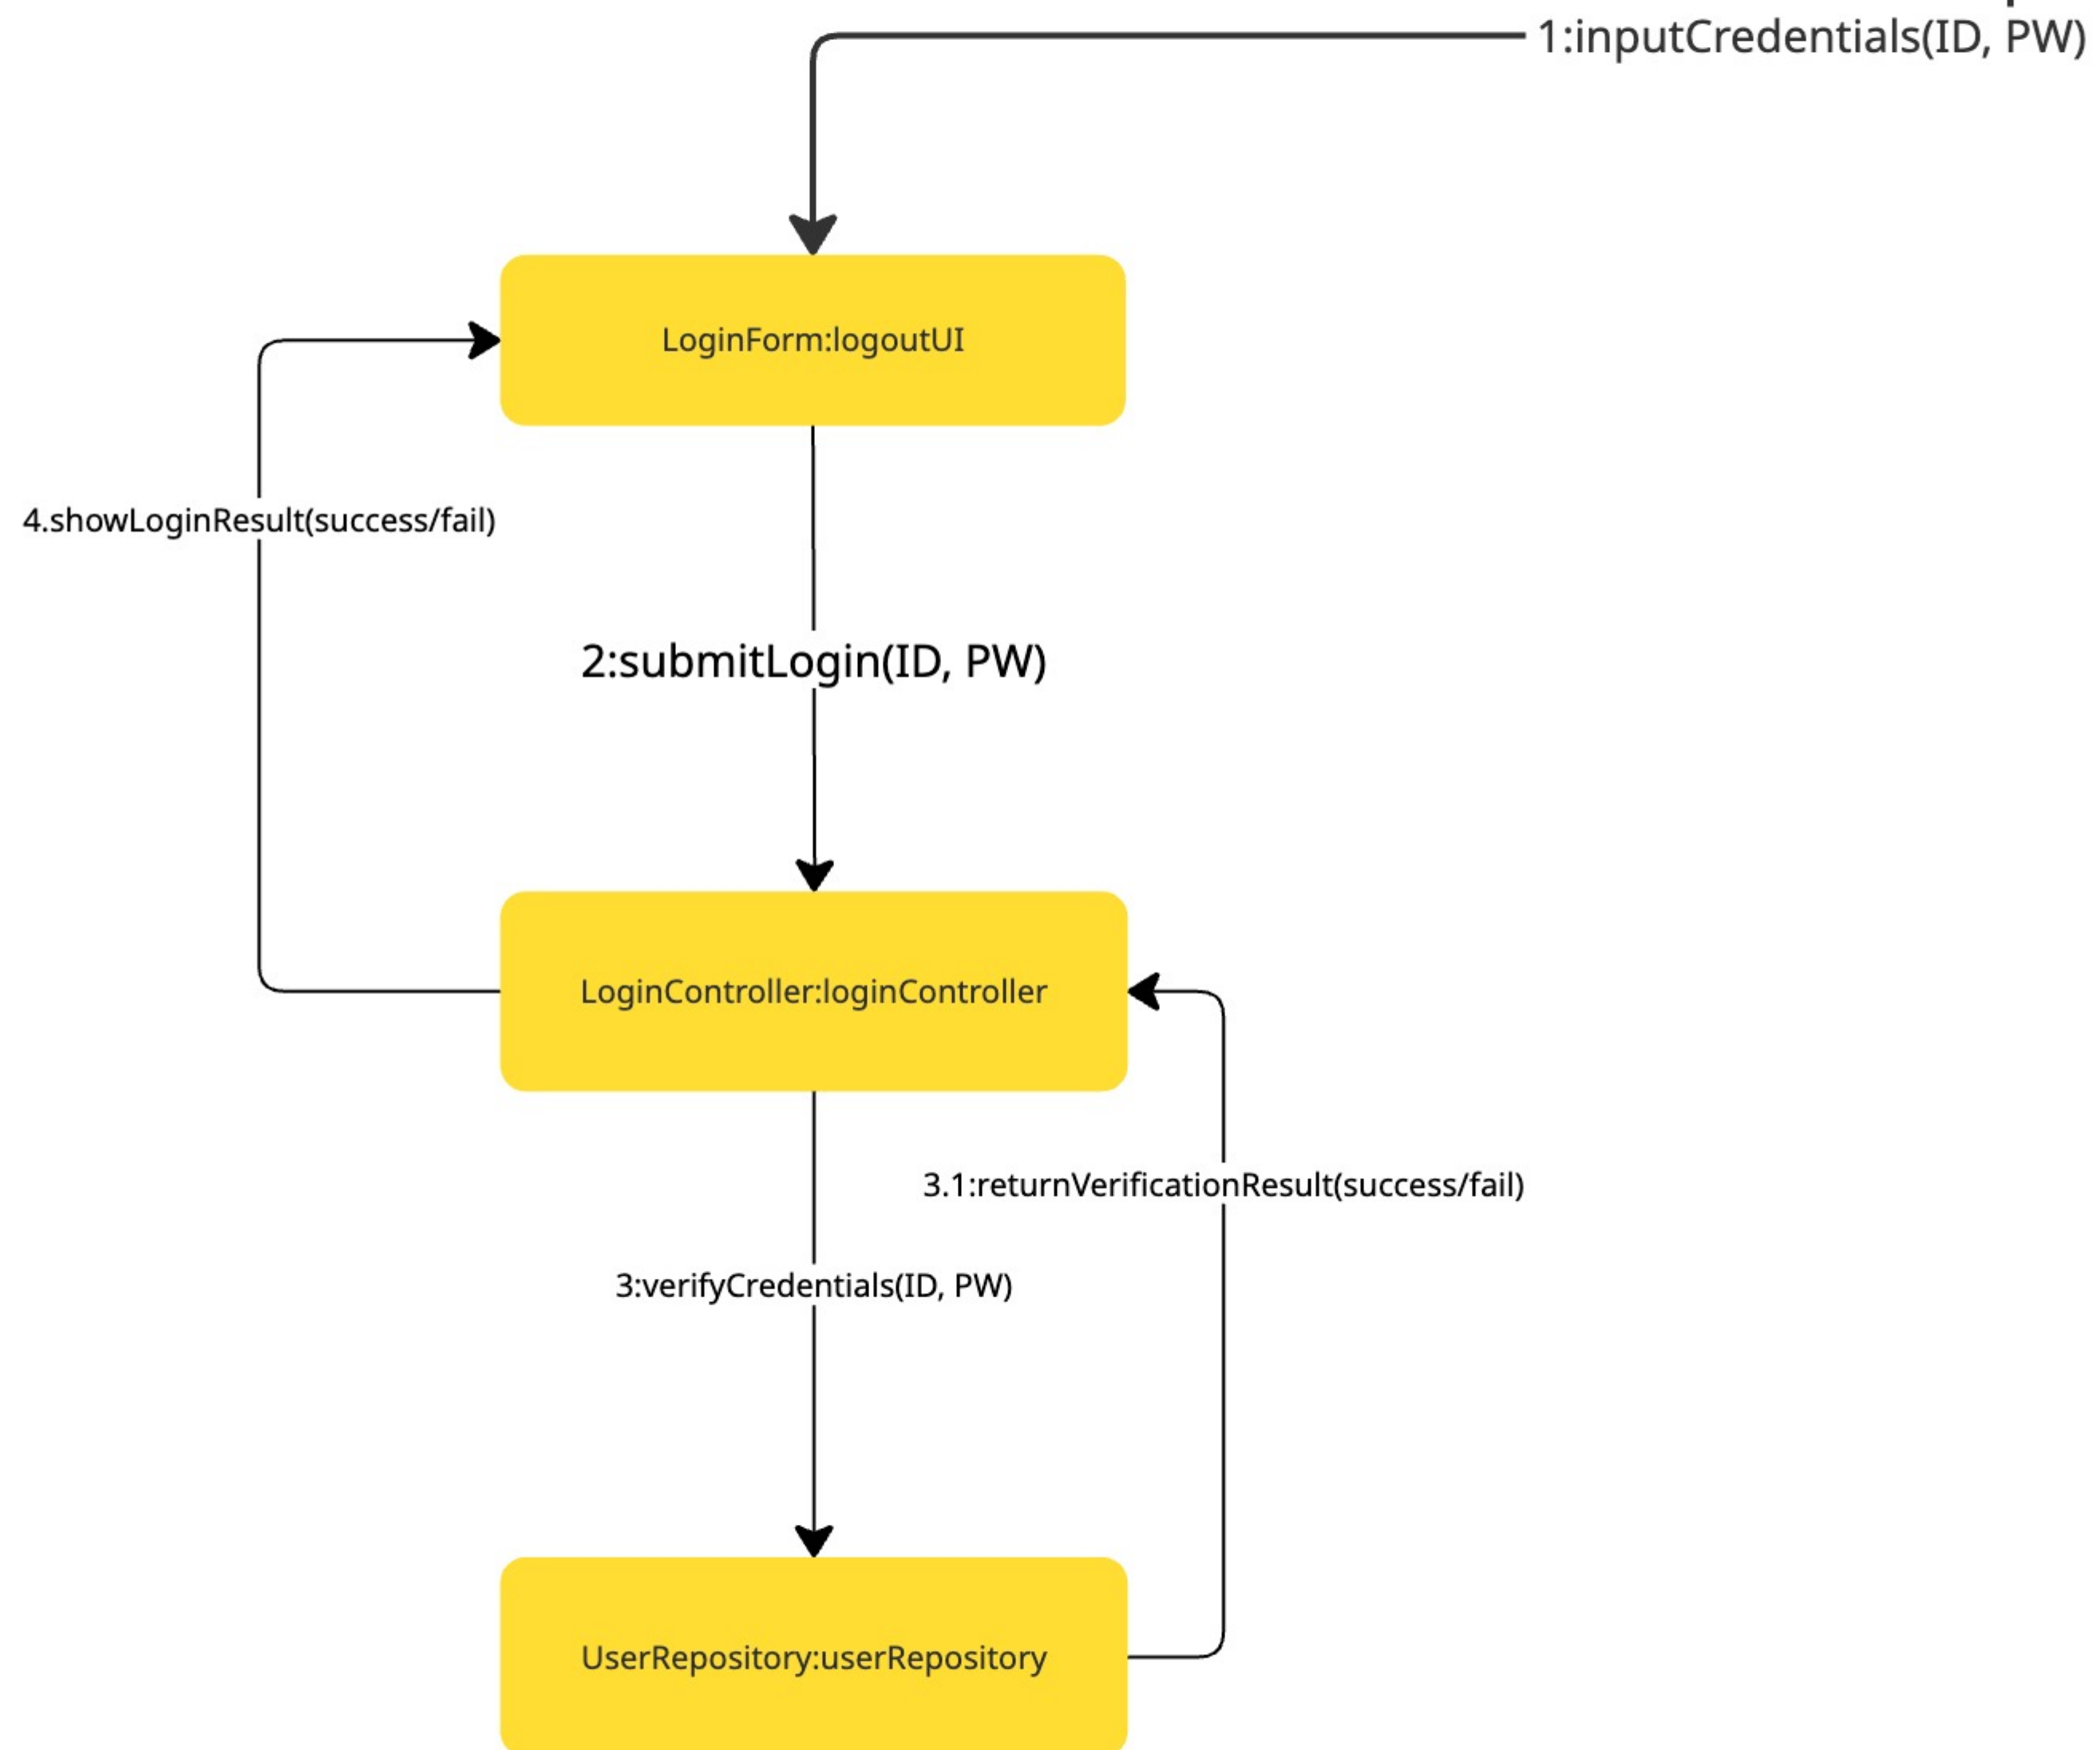 1:inputCredentials(ID, PW)
LoginForm:logoutUI
4.showLoginResult(success/fail)
2:submitLogin(ID, PW)
LoginController:loginController
3.1:returnVerificationResult(success/fail)
3:verifyCredentials(ID, PW)
UserRepository:userRepository